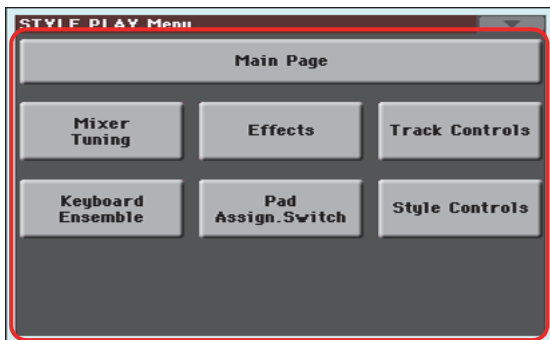 STYLE PLAY Menu
Main Page
Mixer
Tuning
Effects
Track Controls
Keyboard
Ensemble
Pad
Assign.Switch
Style Controls